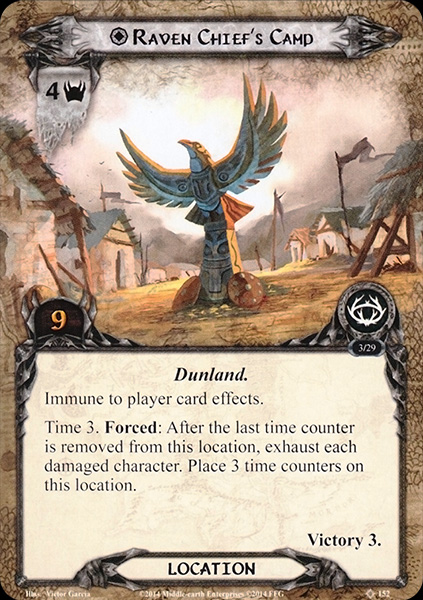 Raven Chief's Camp
4
9
3/29
Dunland.
Immune to player card effects.
Time 3. Forced: After the last time counter
is removed from this location, exhaust each
damaged character. Place 3 time counters on
this location.
Victory 3.
LOCATION
Illus. Victor Garcia ©2014 Middle-earth Enterprises ©2014 FFG 152